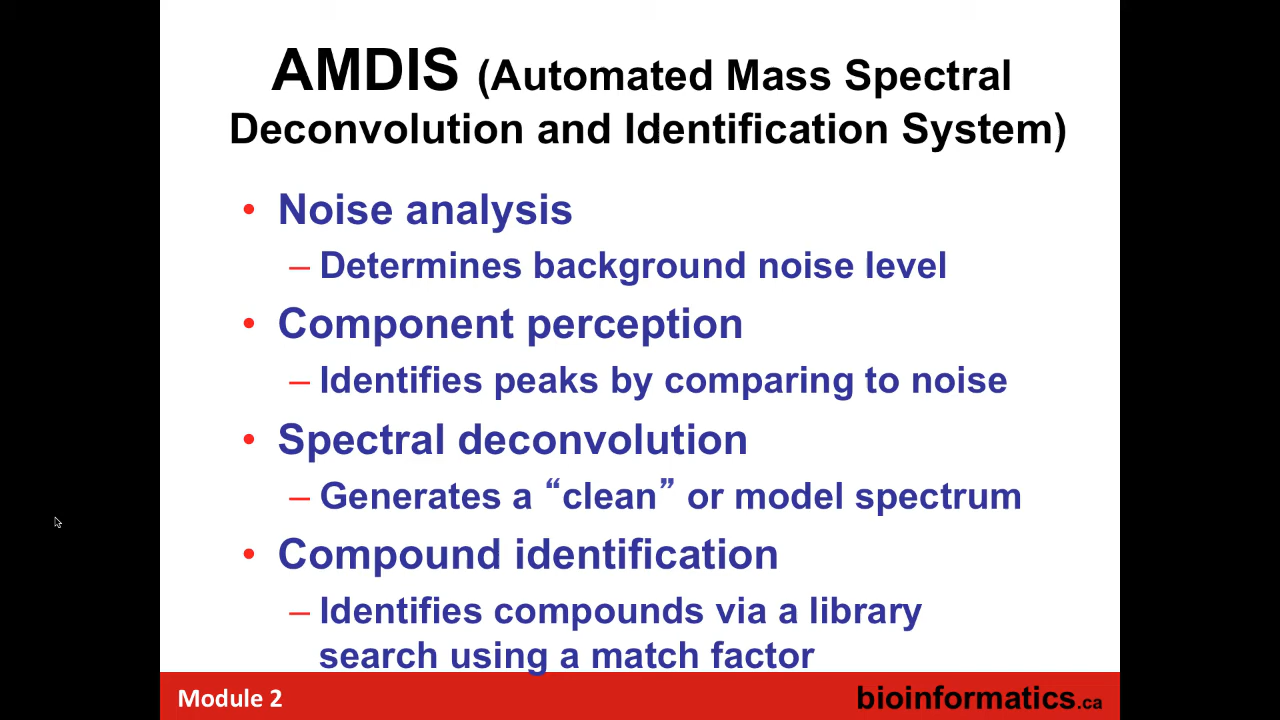 AMDIS (Automated Mass Spectral
Deconvolution and Identification System)
• Noise analysis
– Determines background noise level
• Component perception
– Identifies peaks by comparing to noise
• Spectral deconvolution
– Generates a “clean” or model spectrum
• Compound identification
– Identifies compounds via a library
search using a match factor
Module 2
bioinformatics.ca